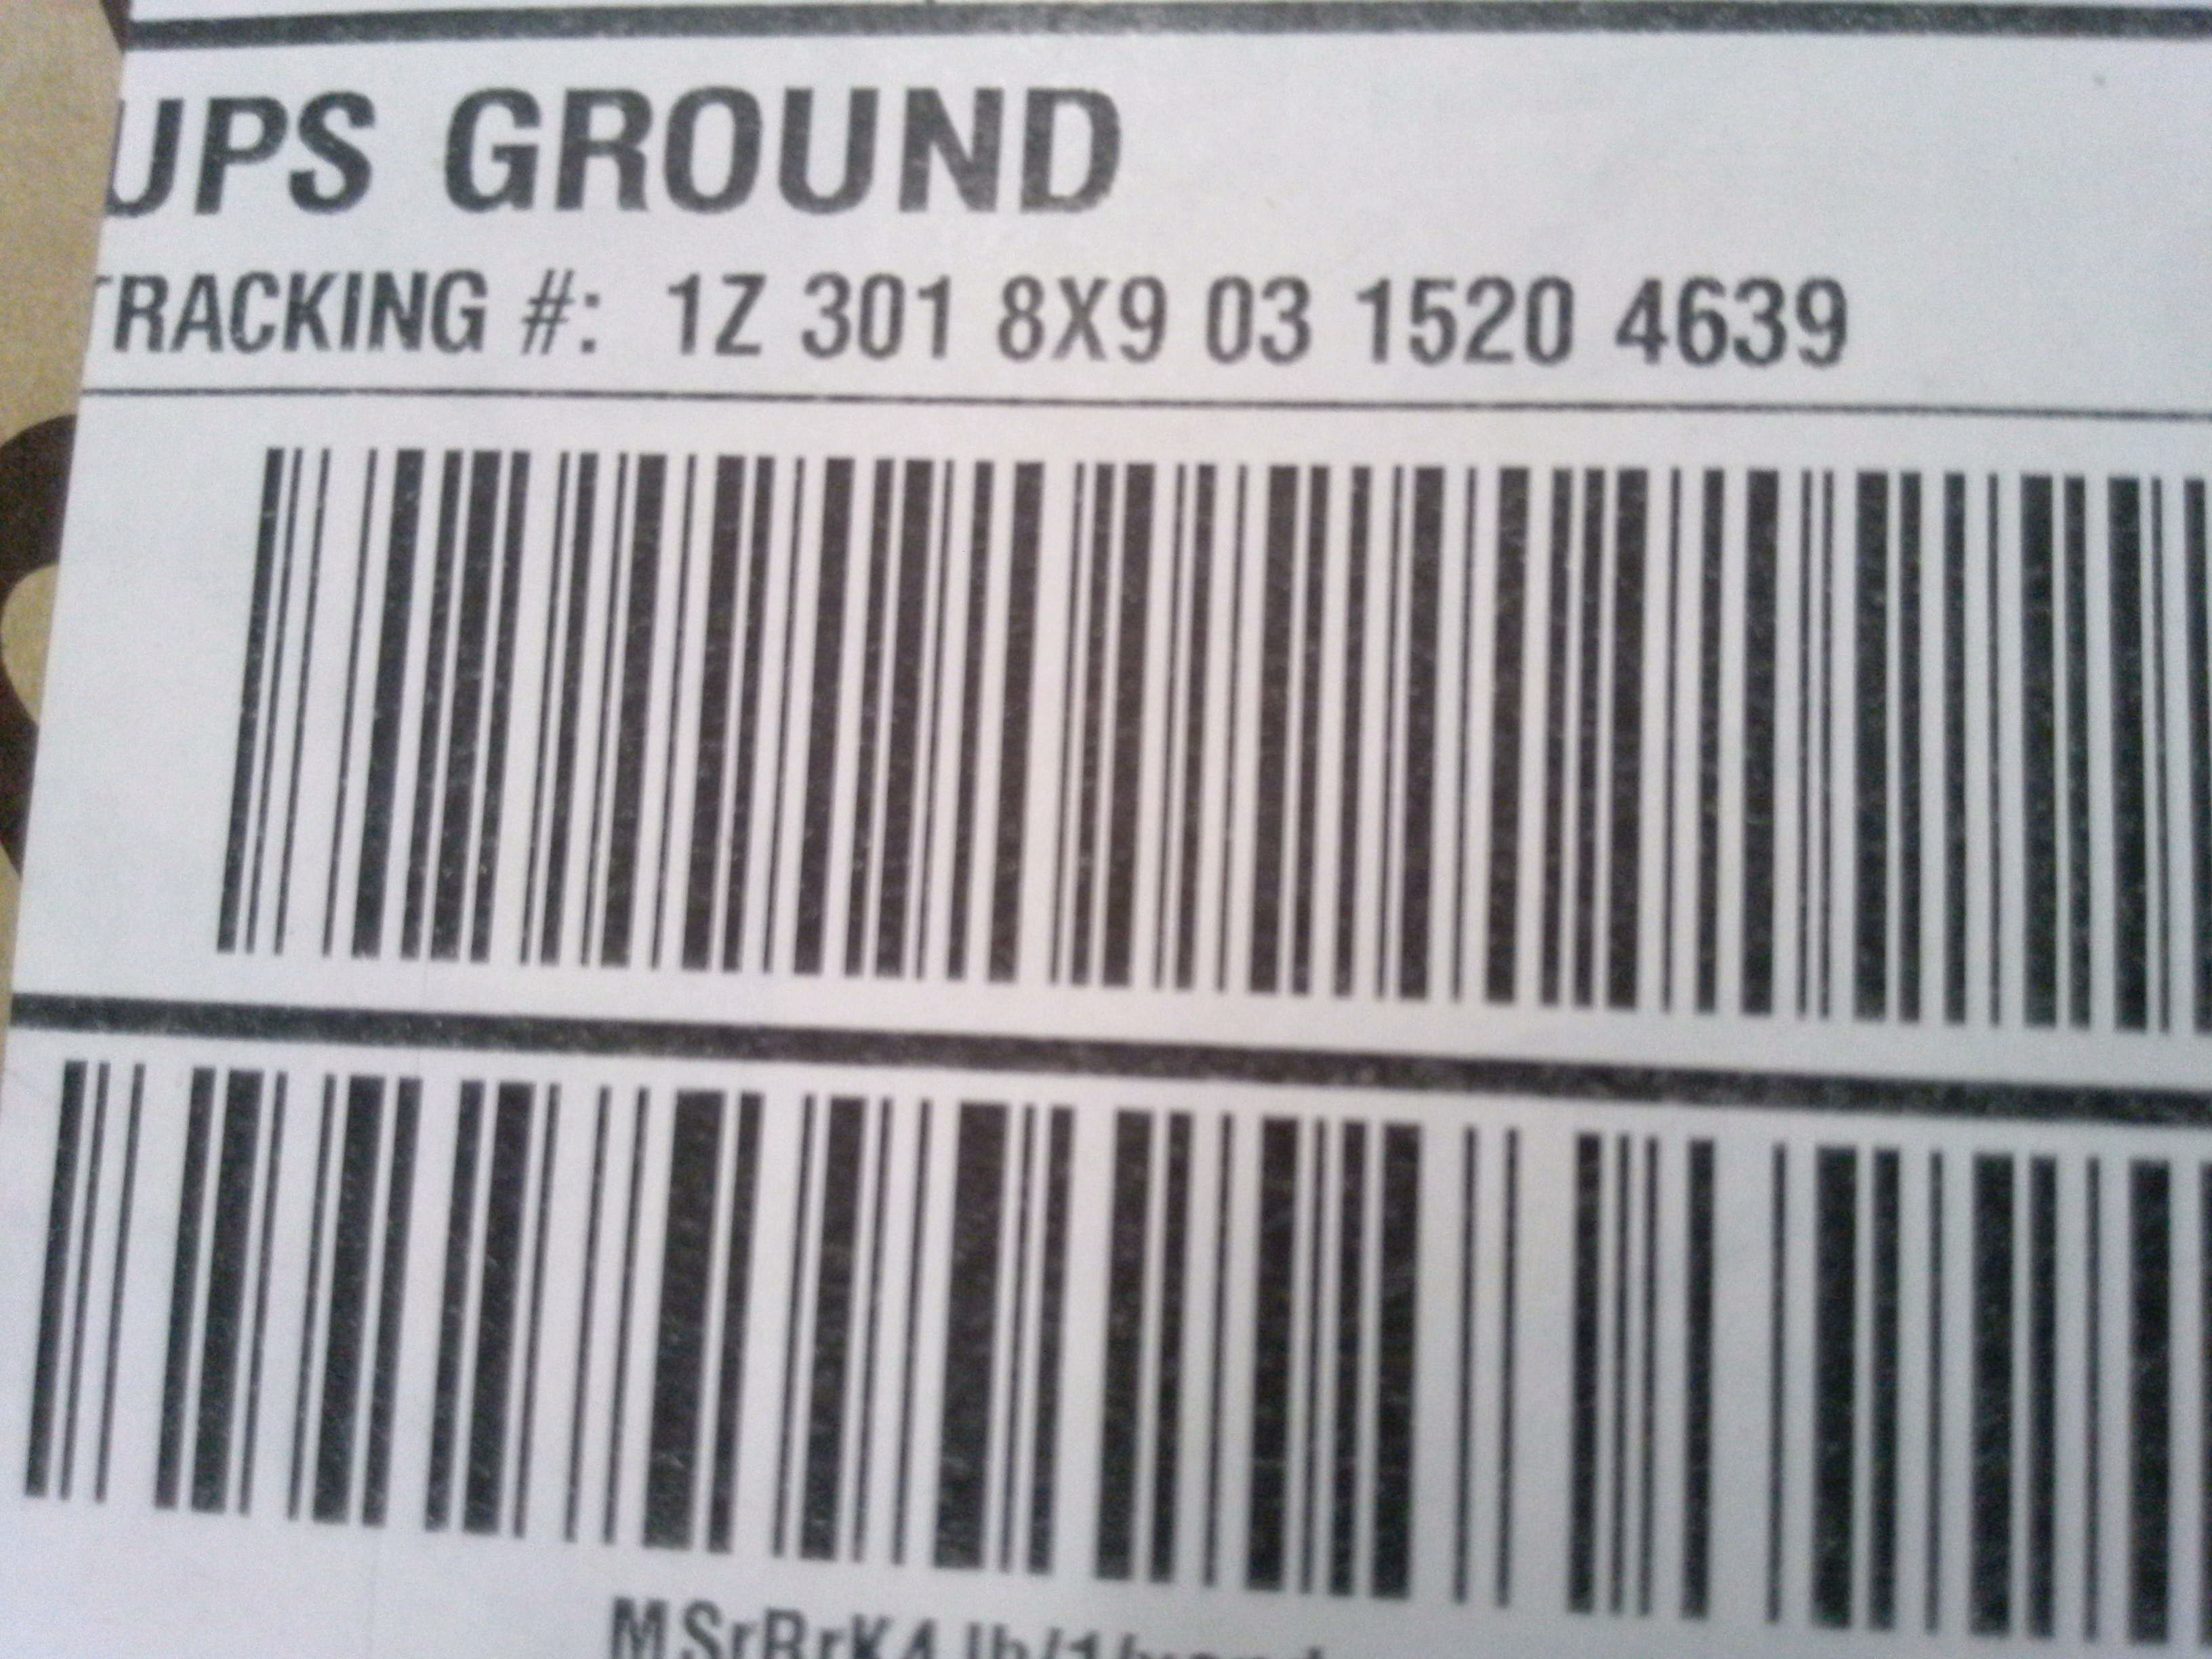 UPS GROUND
TRACKING #: 1Z 301 8X9 03 1520 4639